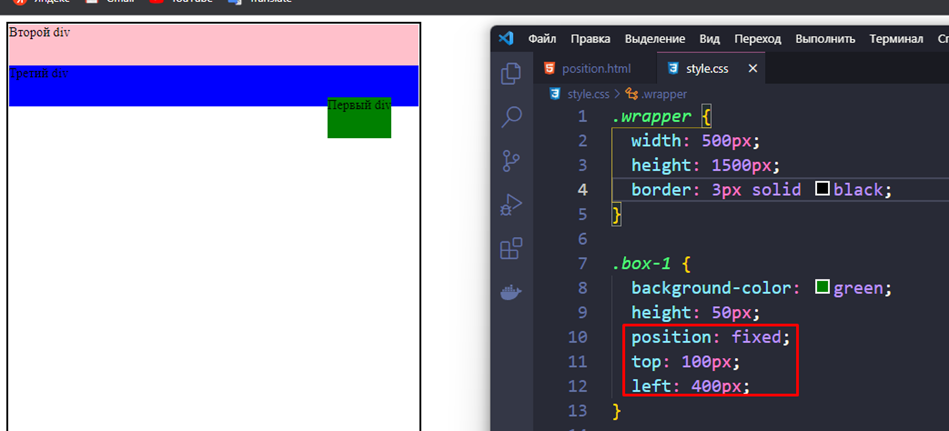 Яндекс Gmail YouTube Translate
Второй div
Третий div
Первый div
Файл Правка Выделение Вид Переход Выполнить Терминал
position.html style.css
style.css > .wrapper
1 .wrapper {
2 width: 500px;
3 height: 1500px;
4 border: 3px solid black;
5 }
6
7 .box-1 {
8 background-color: green;
9 height: 50px;
10 position: fixed;
11 top: 100px;
12 left: 400px;
13 }